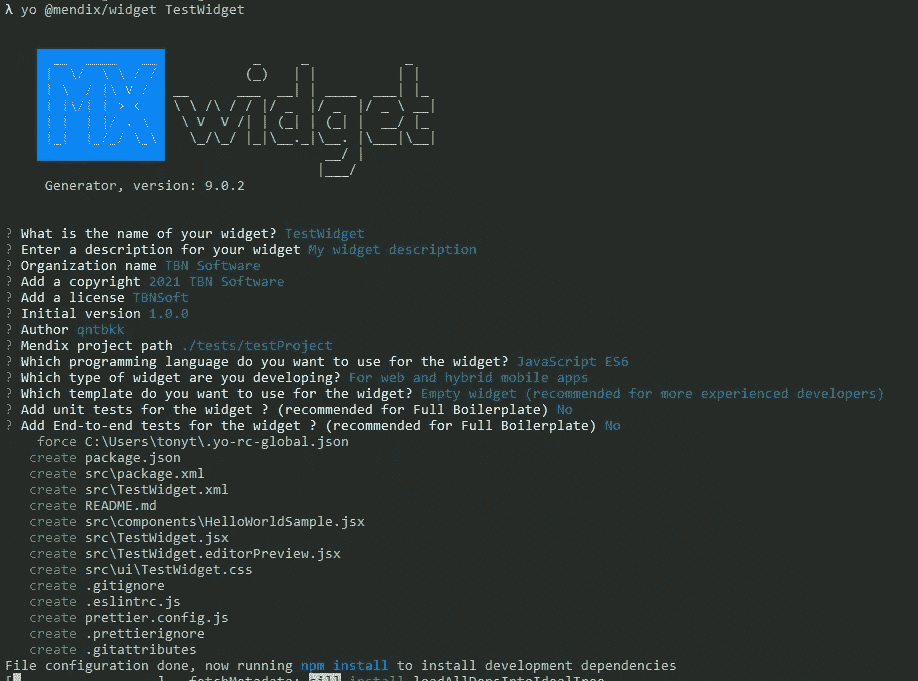 λ yo @mendix/widget TestWidget
MX widget
Generator, version: 9.0.2
? What is the name of your widget? TestWidget
? Enter a description for your widget My widget description
? Organization name TBN Software
? Add a copyright 2021 TBN Software
? Add a license TBNSoft
? Initial version 1.0.0
? Author qntbkk
? Mendix project path ./tests/testProject
? Which programming language do you want to use for the widget? JavaScript ES6
? Which type of widget are you developing? For web and hybrid mobile apps
? Which template do you want to use for the widget? Empty widget (recommended for more experienced developers)
? Add unit tests for the widget ? (recommended for Full Boilerplate) No
? Add End-to-end tests for the widget ? (recommended for Full Boilerplate) No
force C:\Users\tonyt\.yo-rc-global.json
create package.json
create src\package.xml
create src\TestWidget.xml
create README.md
create src\components\HelloWorldSample.jsx
create src\TestWidget.jsx
create src\TestWidget.editorPreview.jsx
create src\ui\TestWidget.css
create .gitignore
create .eslintrc.js
create prettier.config.js
create .prettierignore
create .gitattributes
File configuration done, now running npm install to install development dependencies
fetchMetadata: sill install loadAllDepsIntoIdealTree